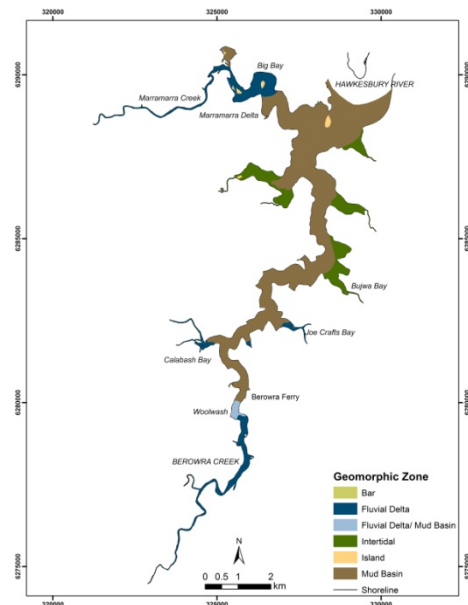 320000
325000
330000
6290000
6290000
Big Bay
HAWKESBURY RIVER
Marramarra Creek
Marramarra Delta
6285000
6285000
Bujwa Bay
Joe Crafts Bay
Calabash Bay
6280000
6280000
Berowra Ferry
Woolwash
BEROWRA CREEK
Geomorphic Zone
Bar
Fluvial Delta
Fluvial Delta/ Mud Basin
Intertidal
Island
Mud Basin
Shoreline
N
0 0.5 1 2
km
6275000
6275000
320000
325000
330000